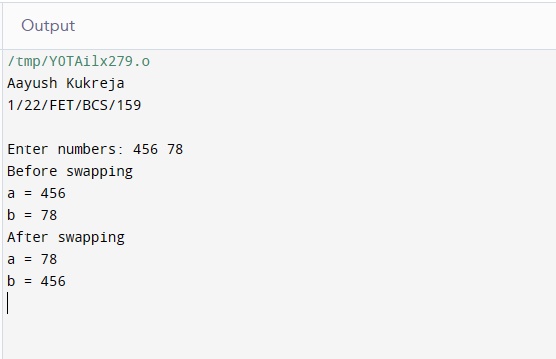 Output
/tmp/YOTAilx279.o
Aayush Kukreja
1/22/FET/BCS/159
Enter numbers: 456 78
Before swapping
a = 456
b = 78
After swapping
a = 78
b = 456